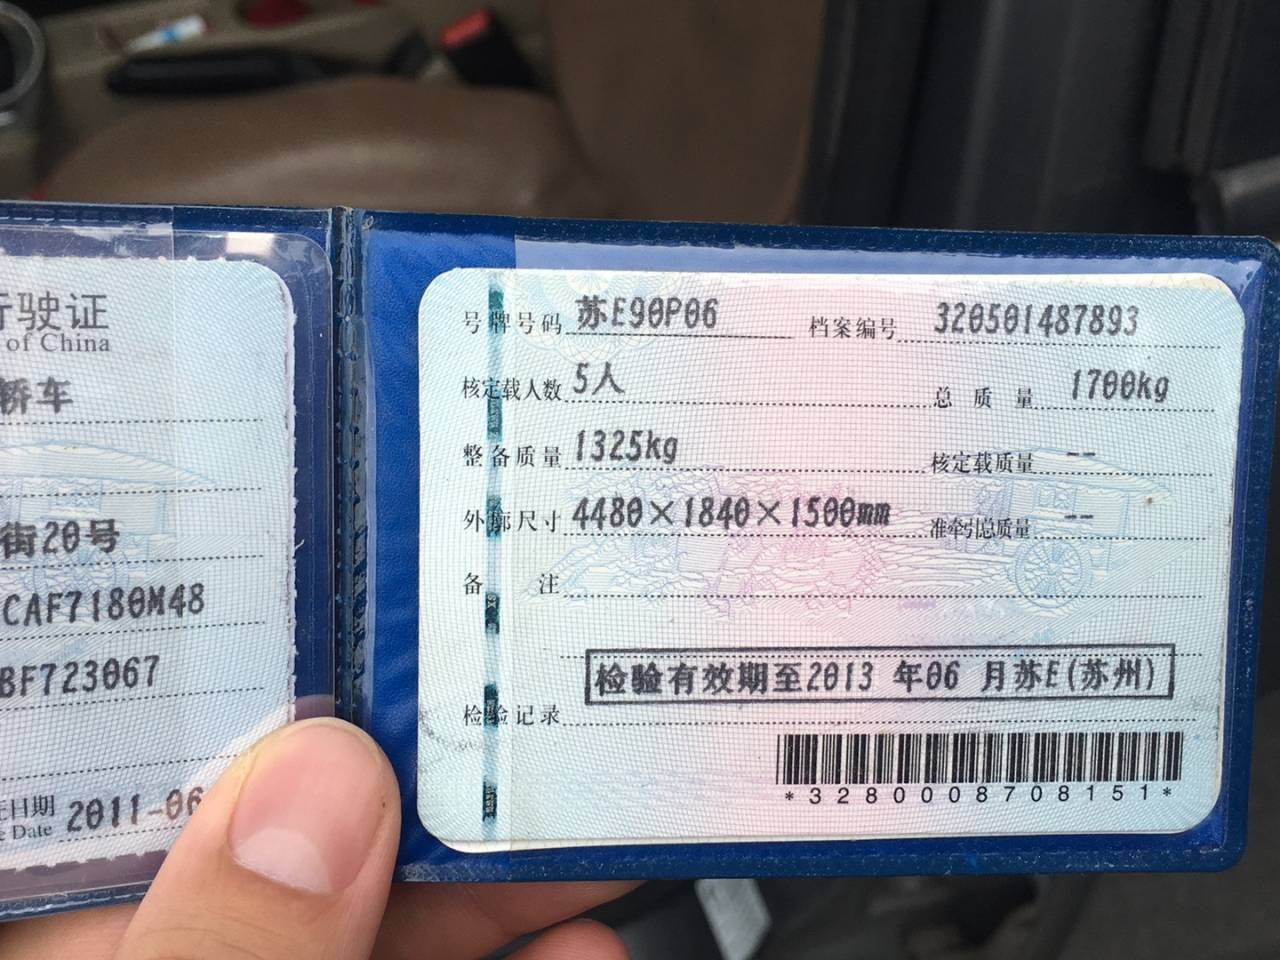 行驶证
of China
轿车
街20号
CAF7180M48
BF723067
证日期
Date 2011-06
号牌号码 苏E90P06 档案编号 320501487893
核定载人数 5人 总质量 1700kg
整备质量 1325kg 核定载质量 --
外廓尺寸 4480×1840×1500mm 准牵引总质量 --
备注
检验有效期至2013 年06 月苏E(苏州)
检验记录
*3280008708151*